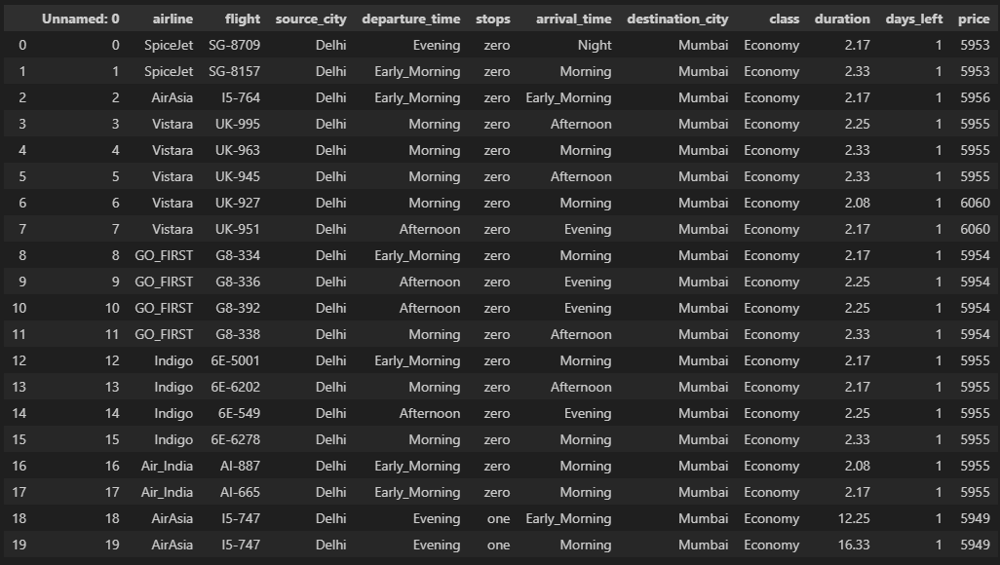 Unnamed: 0 airline flight source_city departure_time stops arrival_time destination_city class duration days_left price
0 0 SpiceJet SG-8709 Delhi Evening zero Night Mumbai Economy 2.17 1 5953
1 1 SpiceJet SG-8157 Delhi Early_Morning zero Morning Mumbai Economy 2.33 1 5953
2 2 AirAsia I5-764 Delhi Early_Morning zero Early_Morning Mumbai Economy 2.17 1 5956
3 3 Vistara UK-995 Delhi Morning zero Afternoon Mumbai Economy 2.25 1 5955
4 4 Vistara UK-963 Delhi Morning zero Morning Mumbai Economy 2.33 1 5955
5 5 Vistara UK-945 Delhi Morning zero Afternoon Mumbai Economy 2.33 1 5955
6 6 Vistara UK-927 Delhi Morning zero Morning Mumbai Economy 2.08 1 6060
7 7 Vistara UK-951 Delhi Afternoon zero Evening Mumbai Economy 2.17 1 6060
8 8 GO_FIRST G8-334 Delhi Early_Morning zero Morning Mumbai Economy 2.17 1 5954
9 9 GO_FIRST G8-336 Delhi Afternoon zero Evening Mumbai Economy 2.25 1 5954
10 10 GO_FIRST G8-392 Delhi Afternoon zero Evening Mumbai Economy 2.25 1 5954
11 11 GO_FIRST G8-338 Delhi Morning zero Afternoon Mumbai Economy 2.33 1 5954
12 12 Indigo 6E-5001 Delhi Early_Morning zero Morning Mumbai Economy 2.17 1 5955
13 13 Indigo 6E-6202 Delhi Morning zero Afternoon Mumbai Economy 2.17 1 5955
14 14 Indigo 6E-549 Delhi Afternoon zero Evening Mumbai Economy 2.25 1 5955
15 15 Indigo 6E-6278 Delhi Morning zero Morning Mumbai Economy 2.33 1 5955
16 16 Air_India AI-887 Delhi Early_Morning zero Morning Mumbai Economy 2.08 1 5955
17 17 Air_India AI-665 Delhi Early_Morning zero Morning Mumbai Economy 2.17 1 5955
18 18 AirAsia I5-747 Delhi Evening one Early_Morning Mumbai Economy 12.25 1 5949
19 19 AirAsia I5-747 Delhi Evening one Morning Mumbai Economy 16.33 1 5949